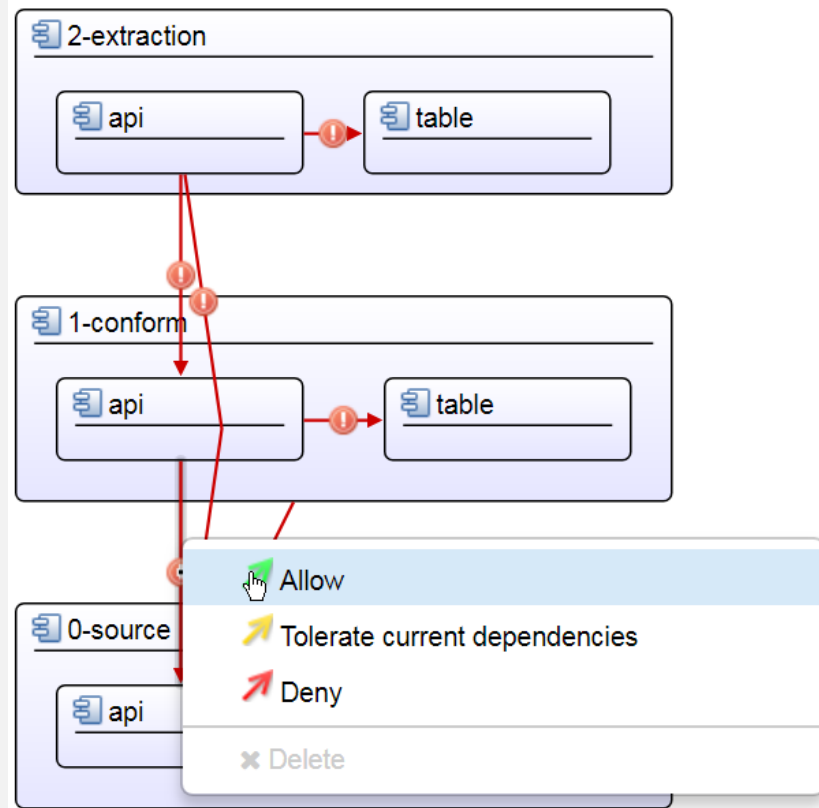 2-extraction
api
table
1-conform
api
table
0-source
api
Allow
Tolerate current dependencies
Deny
Delete